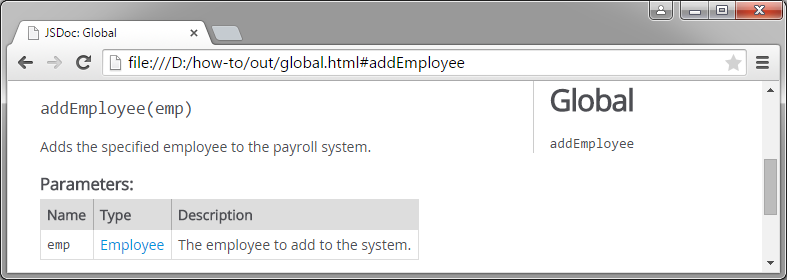 JSDoc: Global
file:///D:/how-to/out/global.html#addEmployee
addEmployee(emp)
Adds the specified employee to the payroll system.
Parameters:
Name Type Description
emp Employee The employee to add to the system.
Global
addEmployee